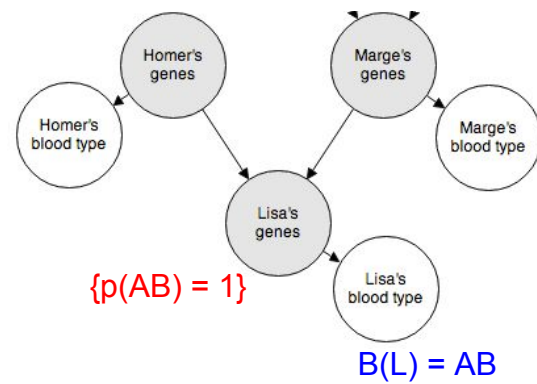 Homer's
genes
Marge's
genes
Homer's
blood type
Marge's
blood type
Lisa's
genes
{p(AB) = 1}
Lisa's
blood type
B(L) = AB